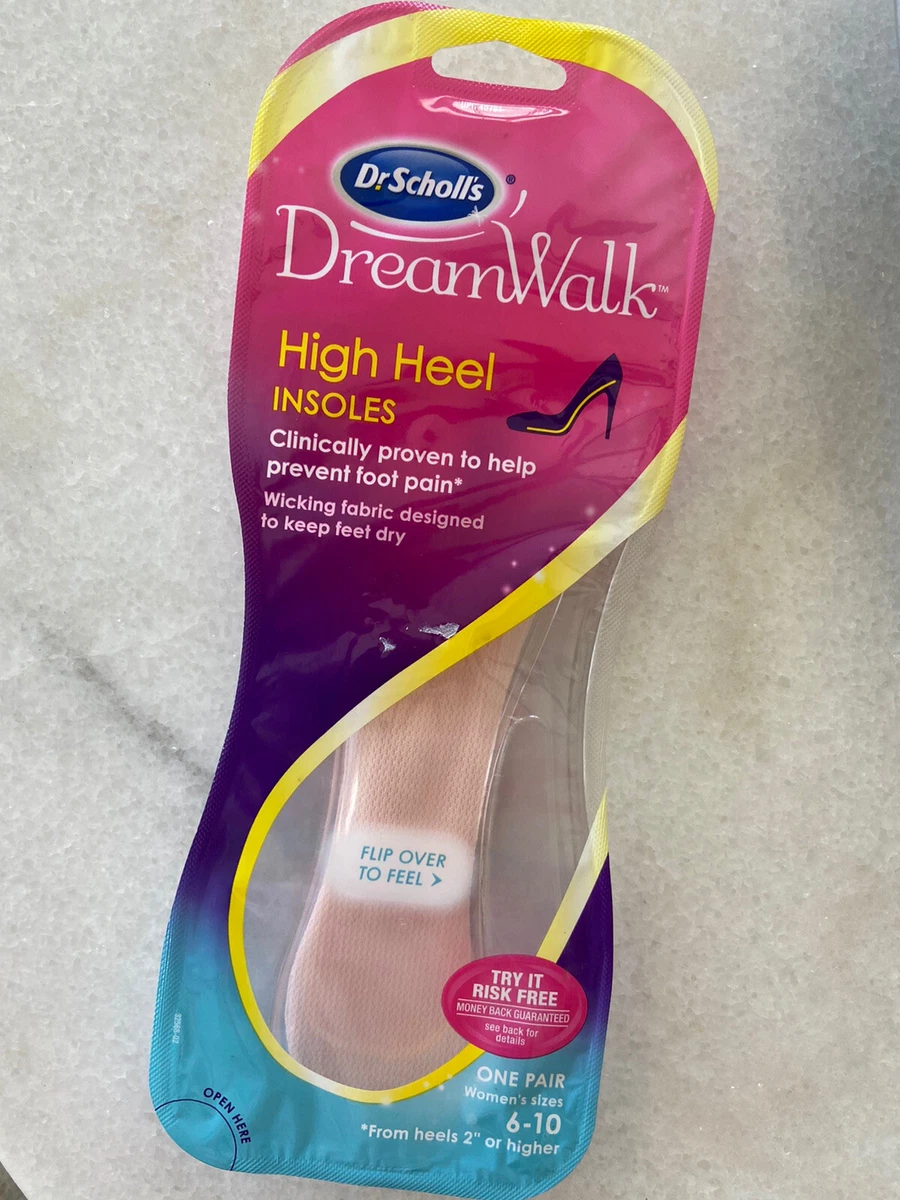 Dr. Scholl's®
DreamWalk™
High Heel
INSOLES
Clinically proven to help
prevent foot pain*
Wicking fabric designed
to keep feet dry
FLIP OVER
TO FEEL >
TRY IT
RISK FREE
MONEY BACK GUARANTEED
see back for
details
ONE PAIR
Women's sizes
6-10
*From heels 2" or higher
OPEN HERE